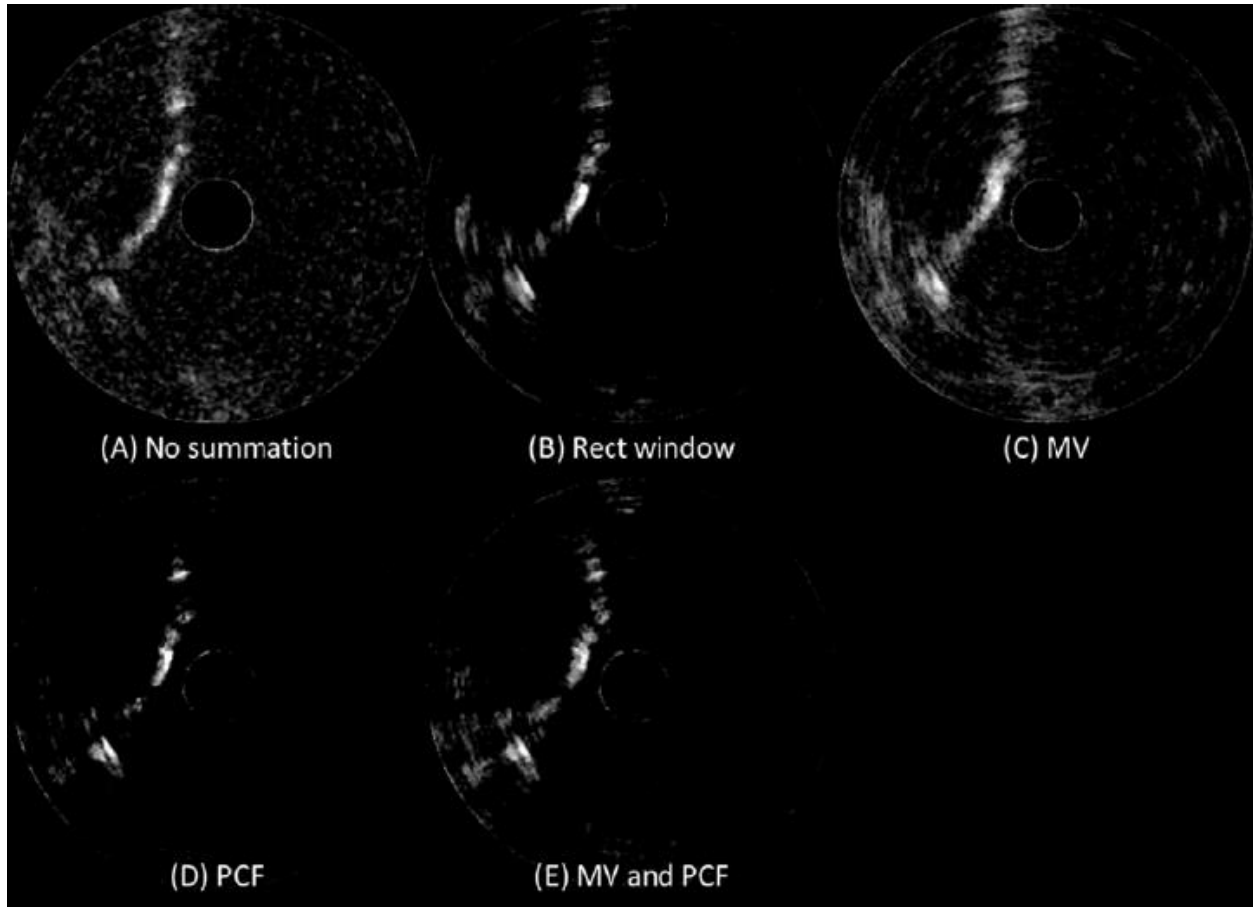 (A) No summation
(B) Rect window
(C) MV
(D) PCF
(E) MV and PCF